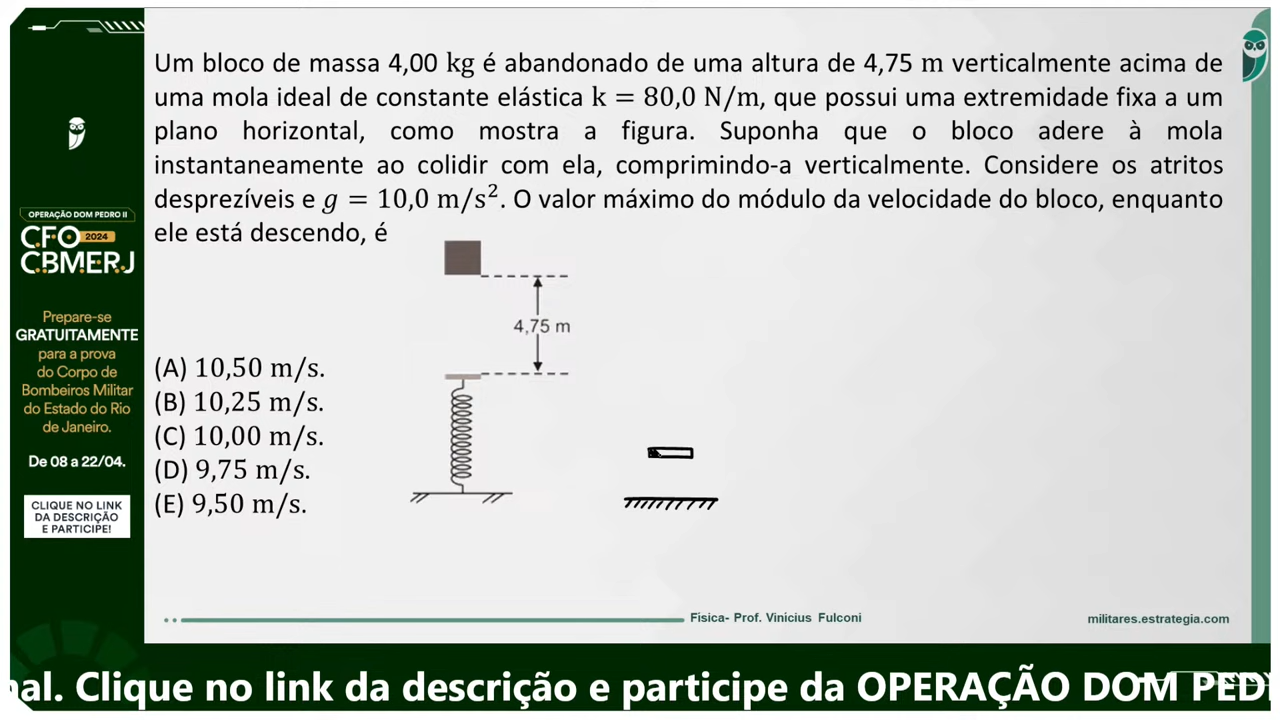 Um bloco de massa 4,00 kg é abandonado de uma altura de 4,75 m verticalmente acima de
uma mola ideal de constante elástica k = 80,0 N/m, que possui uma extremidade fixa a um
plano horizontal, como mostra a figura. Suponha que o bloco adere à mola
instantaneamente ao colidir com ela, comprimindo-a verticalmente. Considere os atritos
desprezíveis e g = 10,0 m/s². O valor máximo do módulo da velocidade do bloco, enquanto
ele está descendo, é
4,75 m
(A) 10,50 m/s.
(B) 10,25 m/s.
(C) 10,00 m/s.
(D) 9,75 m/s.
(E) 9,50 m/s.
OPERAÇÃO DOM PEDRO II
CFO 2024
CBMERJ
Prepare-se
GRATUITAMENTE
para a prova
do Corpo de
Bombeiros Militar
do Estado do Rio
de Janeiro.
De 08 a 22/04.
CLIQUE NO LINK
DA DESCRIÇÃO
E PARTICIPE!
Física- Prof. Vinícius Fulconi
militares.estrategia.com
nal. Clique no link da descrição e participe da OPERAÇÃO DOM PED